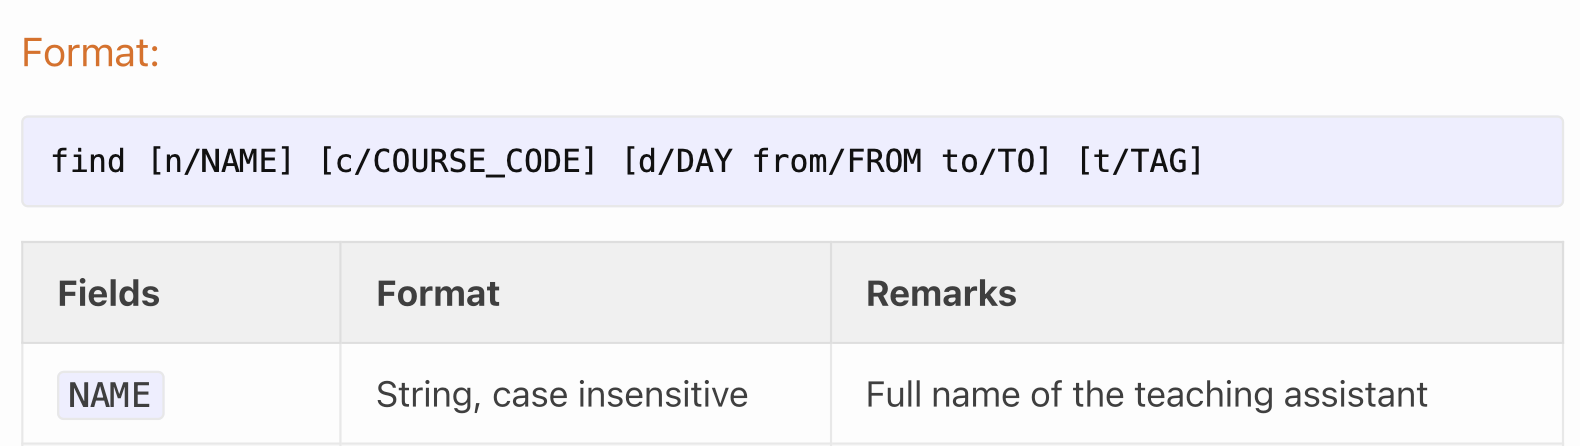 Format:
find [n/NAME] [c/COURSE_CODE] [d/DAY from/FROM to/TO] [t/TAG]
Fields Format Remarks
NAME String, case insensitive Full name of the teaching assistant